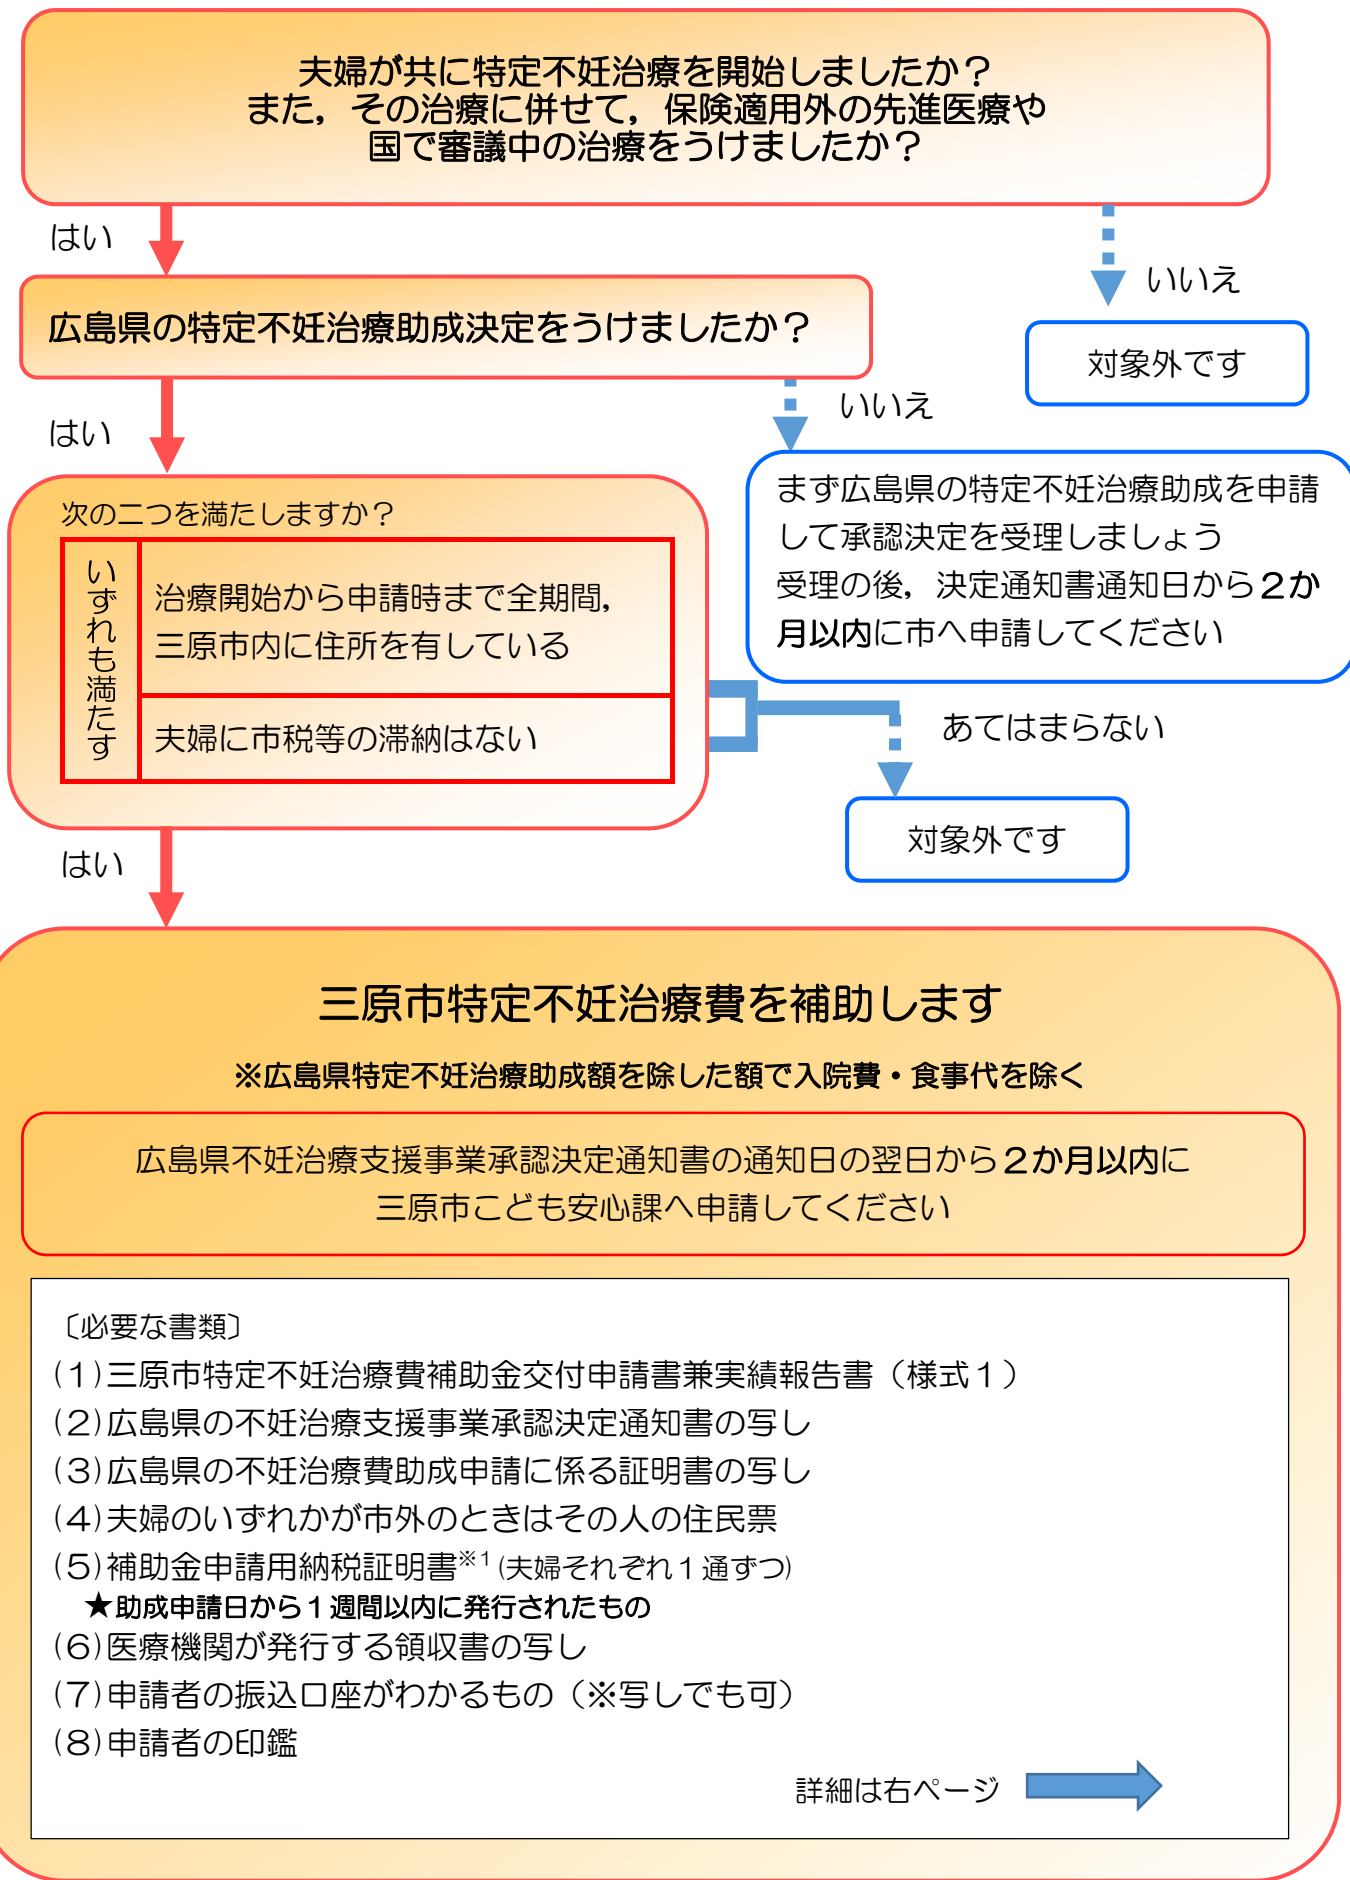 夫婦が共に特定不妊治療を開始しましたか？
また，その治療に併せて，保険適用外の先進医療や
国で審議中の治療をうけましたか？
はい
いいえ
広島県の特定不妊治療助成決定をうけましたか？
対象外です
はい
いいえ
まず広島県の特定不妊治療助成を申請
して承認決定を受理しましょう
受理の後，決定通知書通知日から２か
月以内に市へ申請してください
次の二つを満たしますか？
いずれも満たす
治療開始から申請時まで全期間，
三原市内に住所を有している
夫婦に市税等の滞納はない
あてはまらない
対象外です
はい
三原市特定不妊治療費を補助します
※広島県特定不妊治療助成額を除した額で入院費・食事代を除く
広島県不妊治療支援事業承認決定通知書の通知日の翌日から２か月以内に
三原市こども安心課へ申請してください
〔必要な書類〕
(1)三原市特定不妊治療費補助金交付申請書兼実績報告書（様式１）
(2)広島県の不妊治療支援事業承認決定通知書の写し
(3)広島県の不妊治療費助成申請に係る証明書の写し
(4)夫婦のいずれかが市外のときはその人の住民票
(5)補助金申請用納税証明書※１(夫婦それぞれ１通ずつ)
★助成申請日から１週間以内に発行されたもの
(6)医療機関が発行する領収書の写し
(7)申請者の振込口座がわかるもの（※写しでも可）
(8)申請者の印鑑
詳細は右ページ